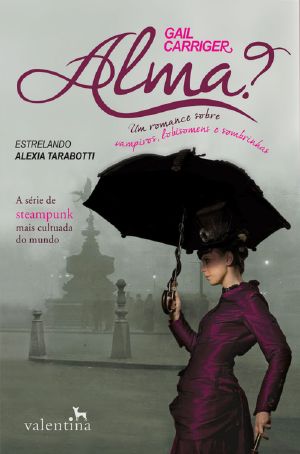 GAIL
CARRIGER
Alma?
Um romance sobre
vampiros, lobisomens e sombrinhas
ESTRELANDO
ALEXIA TARABOTTI
A série de
steampunk
mais cultuada
do mundo
valentina